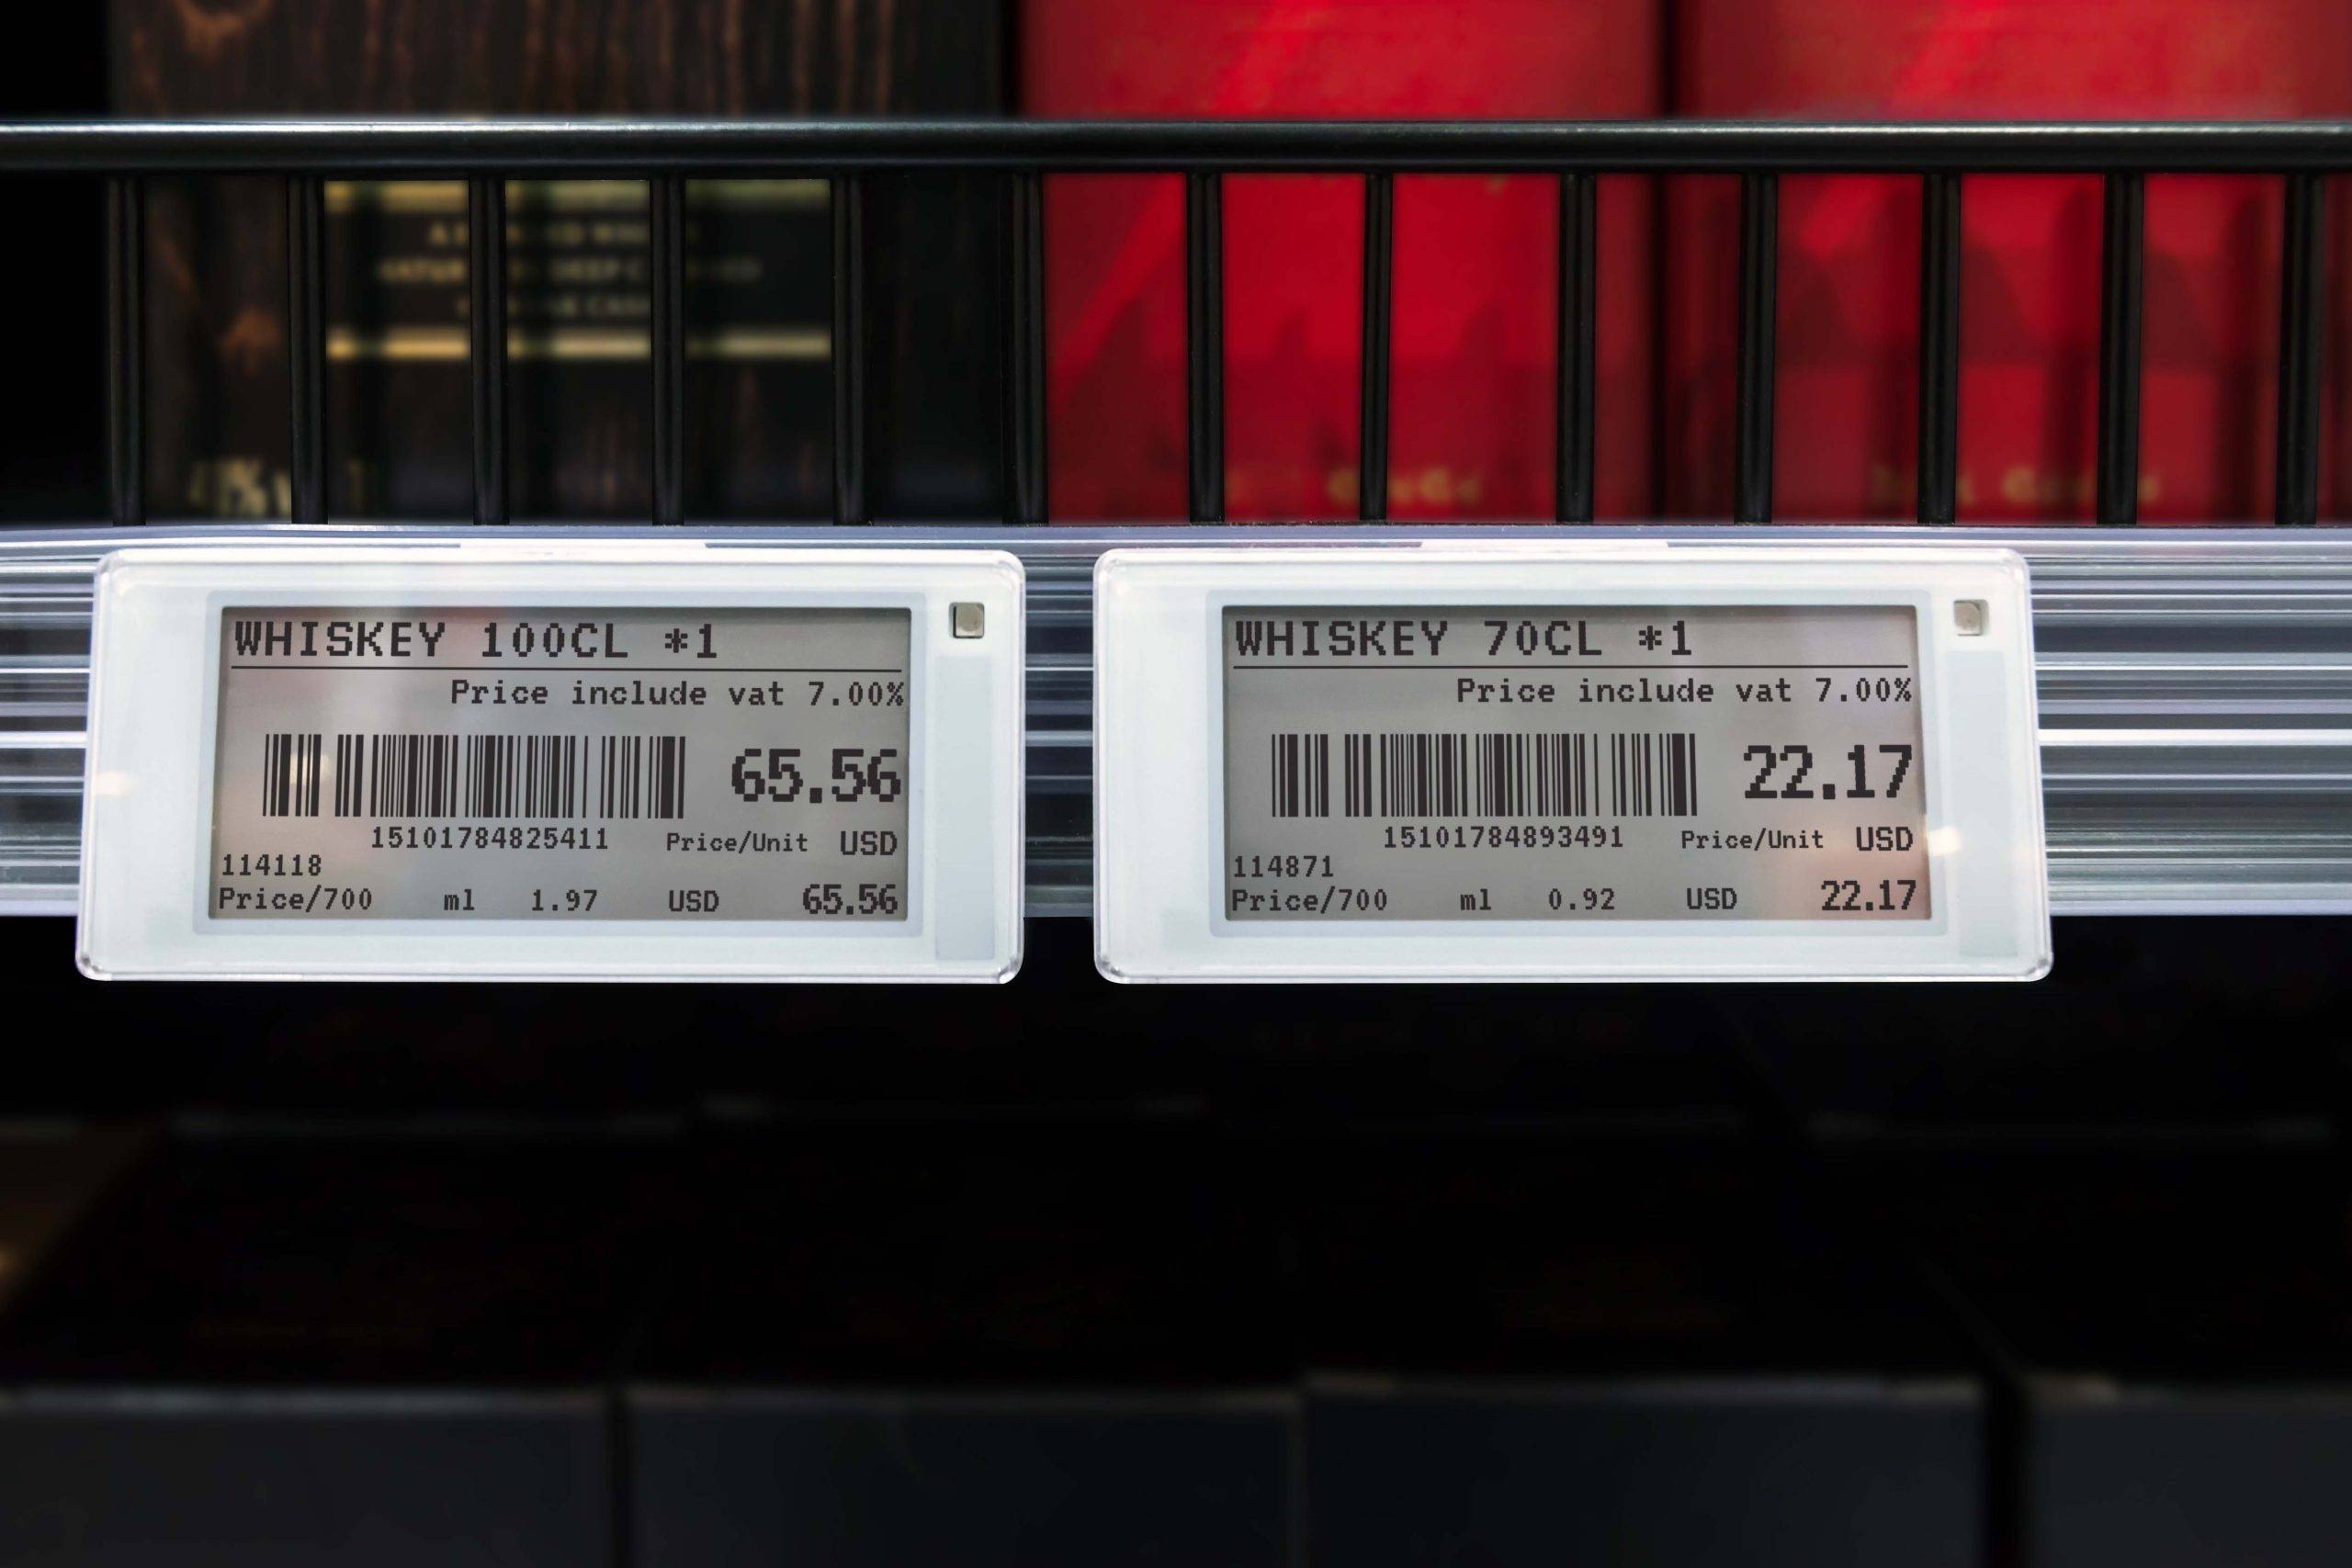 WHISKEY 100CL *1
Price include vat 7.00%
65.56
15101784825411 Price/Unit USD
114118
Price/700 ml 1.97 USD 65.56
WHISKEY 70CL *1
Price include vat 7.00%
22.17
15101784893491 Price/Unit USD
114871
Price/700 ml 0.92 USD 22.17